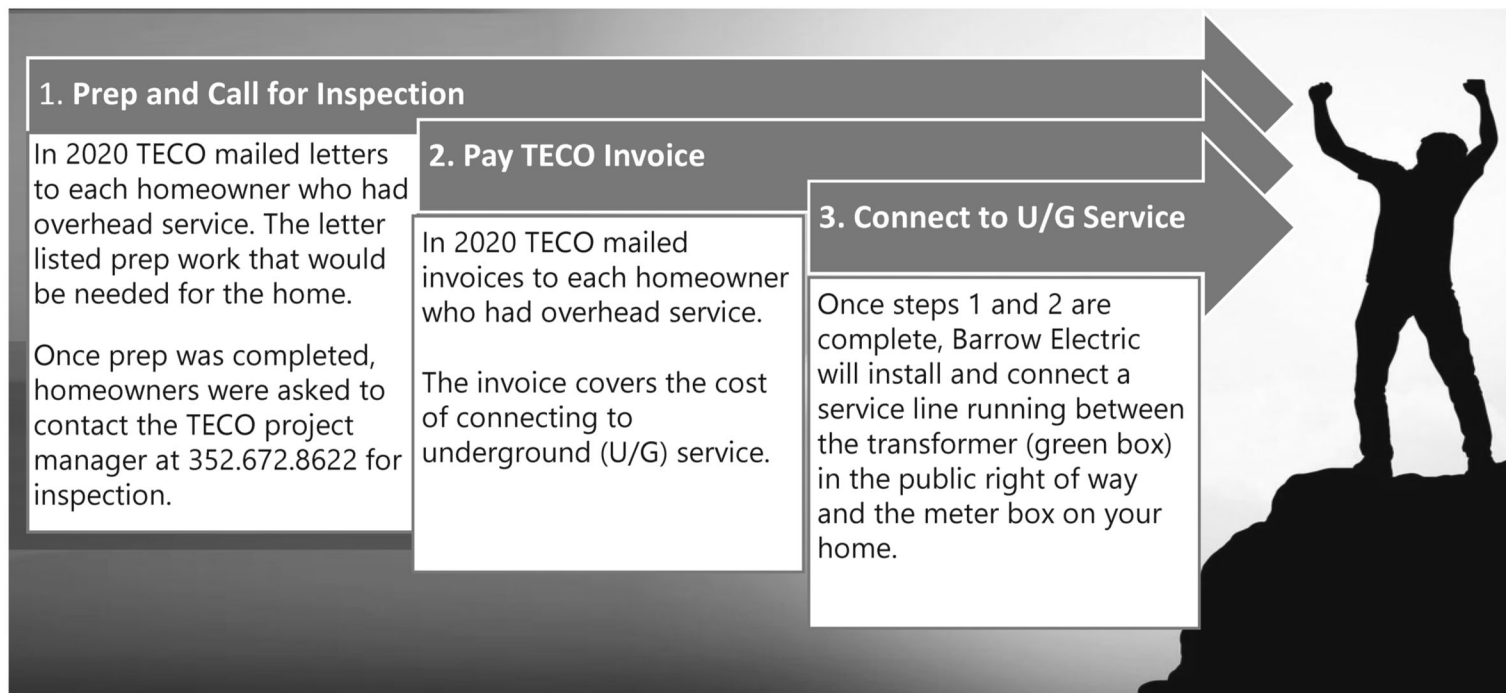 1. Prep and Call for Inspection
In 2020 TECO mailed letters
to each homeowner who had
overhead service. The letter
listed prep work that would
be needed for the home.
Once prep was completed,
homeowners were asked to
contact the TECO project
manager at 352.672.8622 for
inspection.
2. Pay TECO Invoice
In 2020 TECO mailed
invoices to each homeowner
who had overhead service.
The invoice covers the cost
of connecting to
underground (U/G) service.
3. Connect to U/G Service
Once steps 1 and 2 are
complete, Barrow Electric
will install and connect a
service line running between
the transformer (green box)
in the public right of way
and the meter box on your
home.